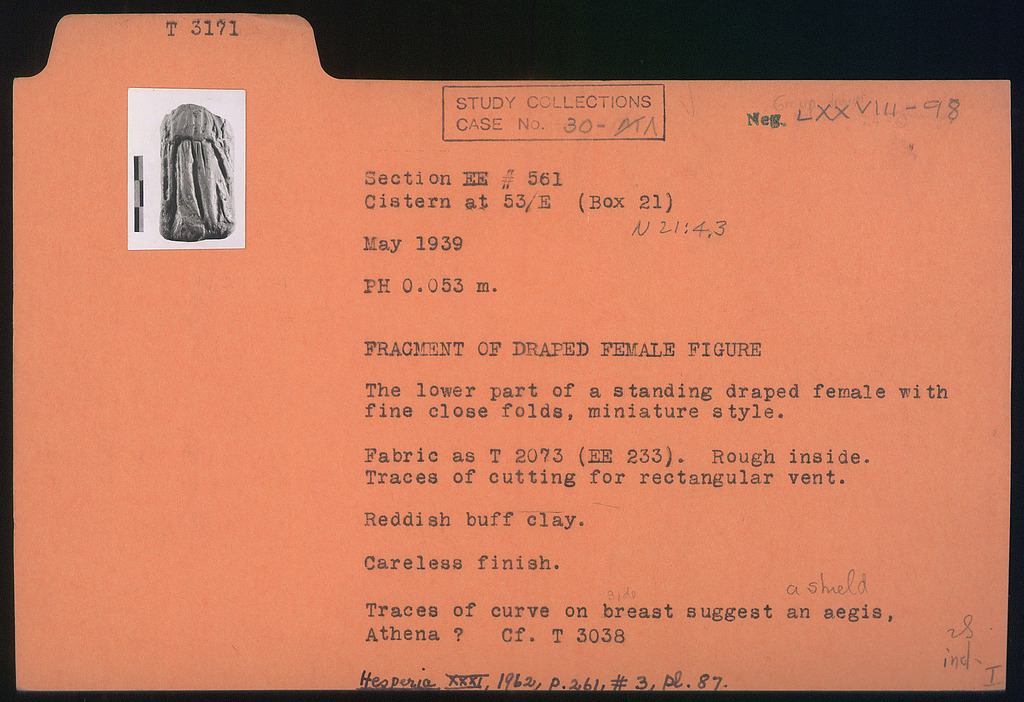 T 3171
STUDY COLLECTIONS
CASE No. 30-
Neg. LXXVIII-98
Section EE # 561
Cistern at 53/E (Box 21)
N 21:4,3
May 1939
PH 0.053 m.
FRAGMENT OF DRAPED FEMALE FIGURE
The lower part of a standing draped female with
fine close folds, miniature style.
Fabric as T 2073 (EE 233). Rough inside.
Traces of cutting for rectangular vent.
Reddish buff clay.
Careless finish.
side a shield
Traces of curve on breast suggest an aegis,
Athena ? Cf. T 3038
ind. I
Hesperia XXXI, 1962, p. 261, # 3, pl. 87.